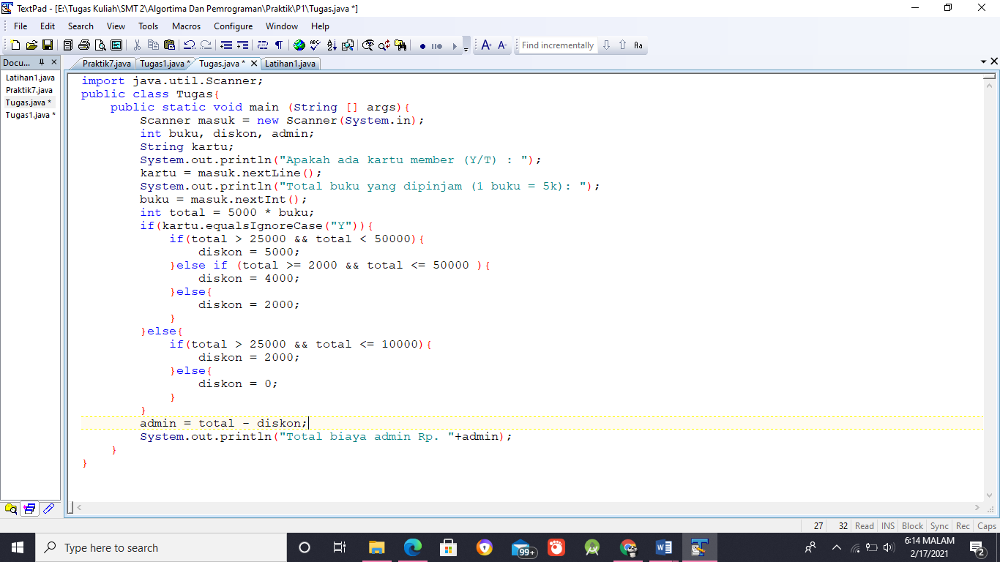 TextPad - [E:\Tugas Kuliah\SMT 2\Algortima Dan Pemrograman\Praktik\P1\Tugas.java *]
File Edit Search View Tools Macros Configure Window Help
Find incrementally
Docu...
Praktik7.java Tugas1.java * Tugas.java * Latihan1.java
Latihan1.java
Praktik7.java
Tugas.java *
Tugas1.java *
import java.util.Scanner;
public class Tugas{
    public static void main (String [] args){
        Scanner masuk = new Scanner(System.in);
        int buku, diskon, admin;
        String kartu;
        System.out.println("Apakah ada kartu member (Y/T) : ");
        kartu = masuk.nextLine();
        System.out.println("Total buku yang dipinjam (1 buku = 5k): ");
        buku = masuk.nextInt();
        int total = 5000 * buku;
        if(kartu.equalsIgnoreCase("Y")){
            if(total > 25000 && total < 50000){
                diskon = 5000;
            }else if (total >= 2000 && total <= 50000 ){
                diskon = 4000;
            }else{
                diskon = 2000;
            }
        }else{
            if(total > 25000 && total <= 10000){
                diskon = 2000;
            }else{
                diskon = 0;
            }
        }
        admin = total - diskon;
        System.out.println("Total biaya admin Rp. "+admin);
    }
}
27 32 Read INS Block Sync Rec Caps
Type here to search
99+
6:14 MALAM
2/17/2021
2